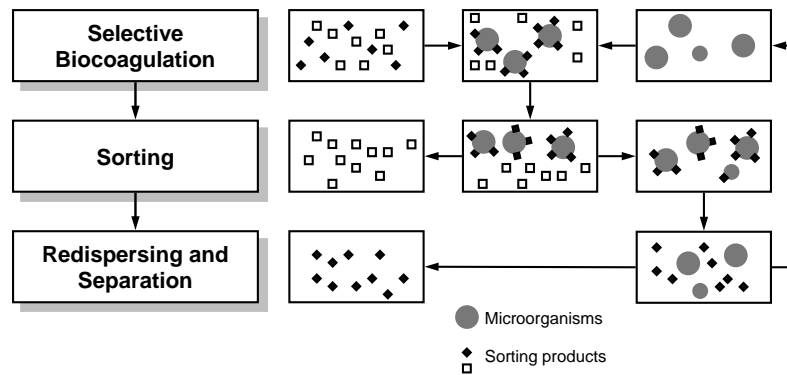 Selective
Biocoagulation
Sorting
Redispersing and
Separation
Microorganisms
Sorting products